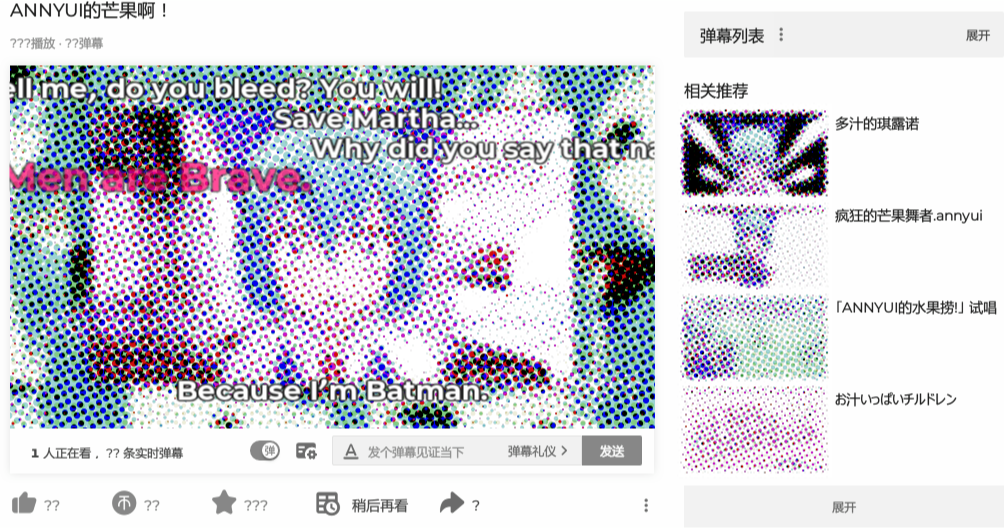 ANNYUI的芒果啊！
???播放 · ??弹幕
ell me, do you bleed? You will!
Save Martha...
Why did you say that na
Men are Brave.
Because I'm Batman.
1 人正在看， ?? 条实时弹幕
弹
发个弹幕见证当下
弹幕礼仪
发送
??
??
???
稍后再看
?
弹幕列表
展开
相关推荐
多汁的琪露诺
疯狂的芒果舞者.annyui
「ANNYUI的水果捞!」 试唱
お汁いっぱいチルドレン
展开